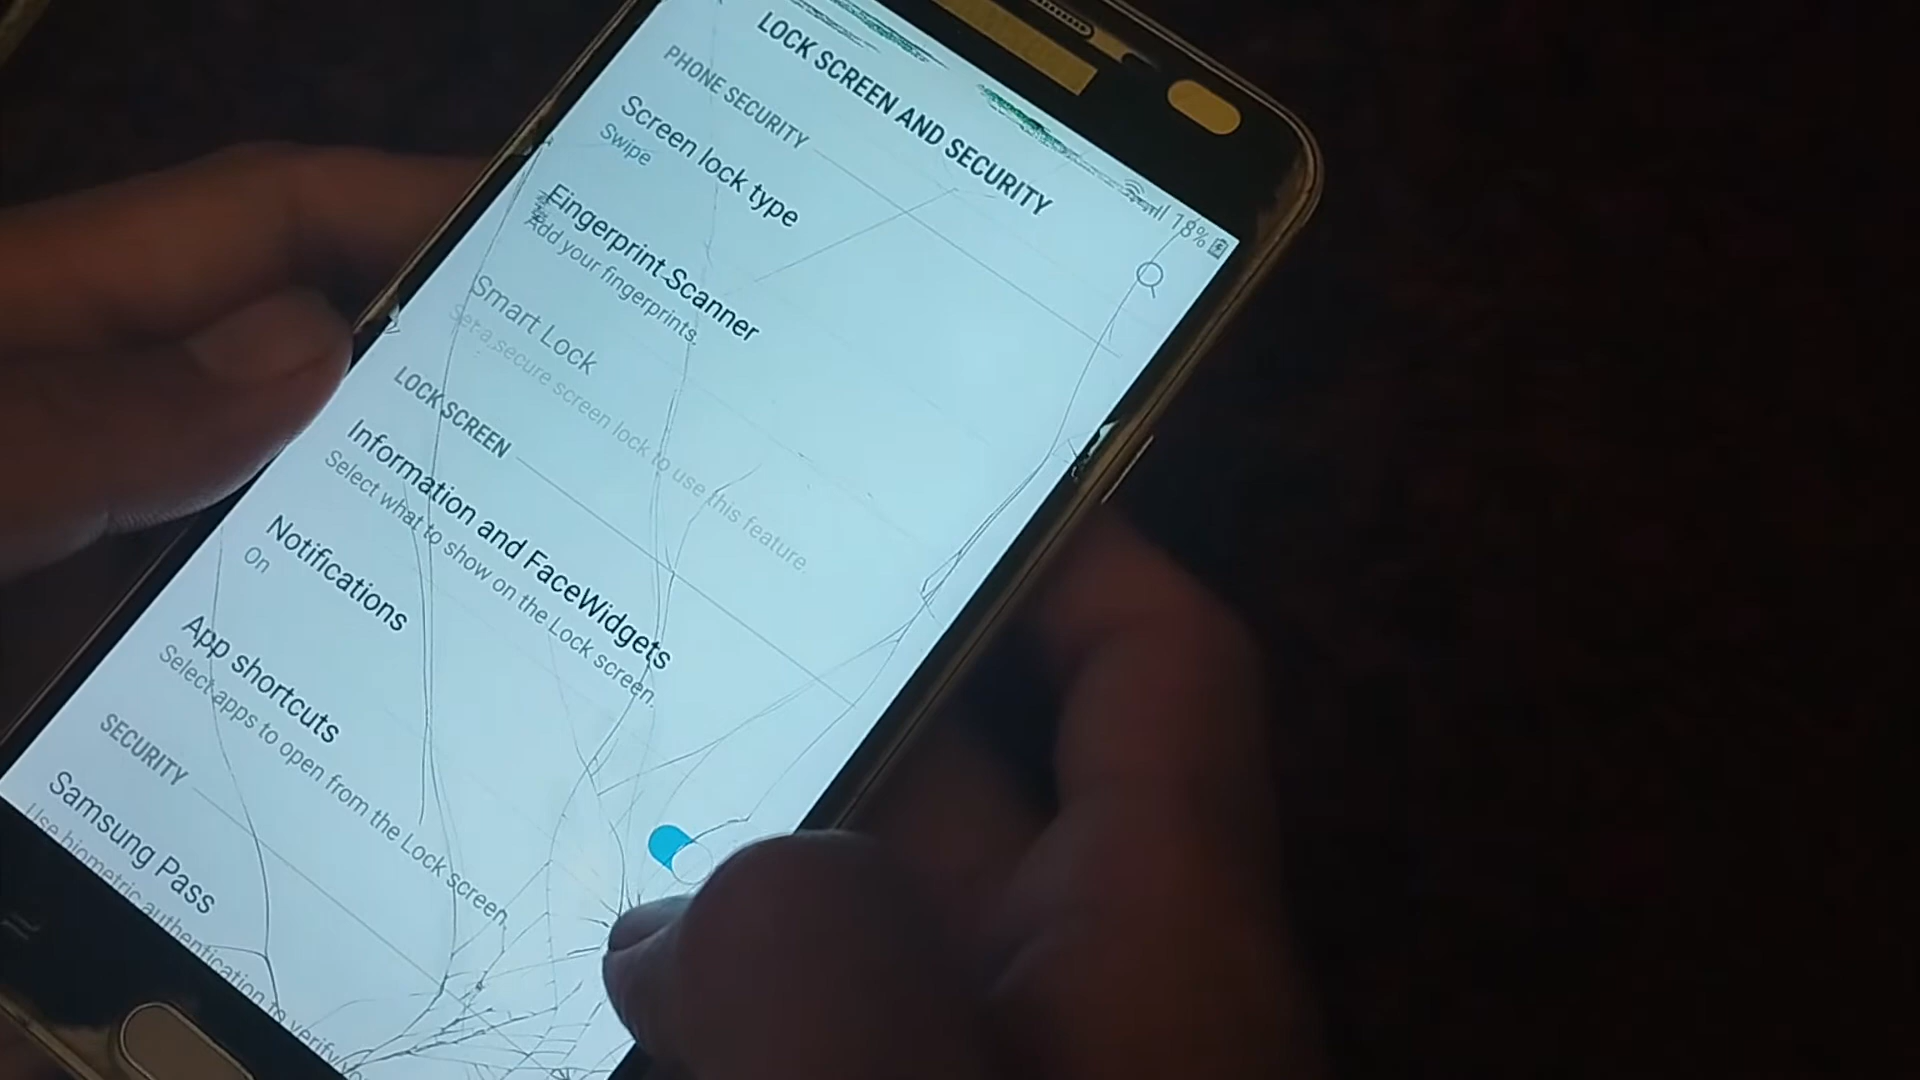 18%
LOCK SCREEN AND SECURITY
PHONE SECURITY
Screen lock type
Swipe
Fingerprint Scanner
Add your fingerprints.
Smart Lock
Set a secure screen lock to use this feature.
LOCK SCREEN
Information and FaceWidgets
Select what to show on the Lock screen.
Notifications
On
App shortcuts
Select apps to open from the Lock screen.
SECURITY
Samsung Pass
Use biometric authentication to verify